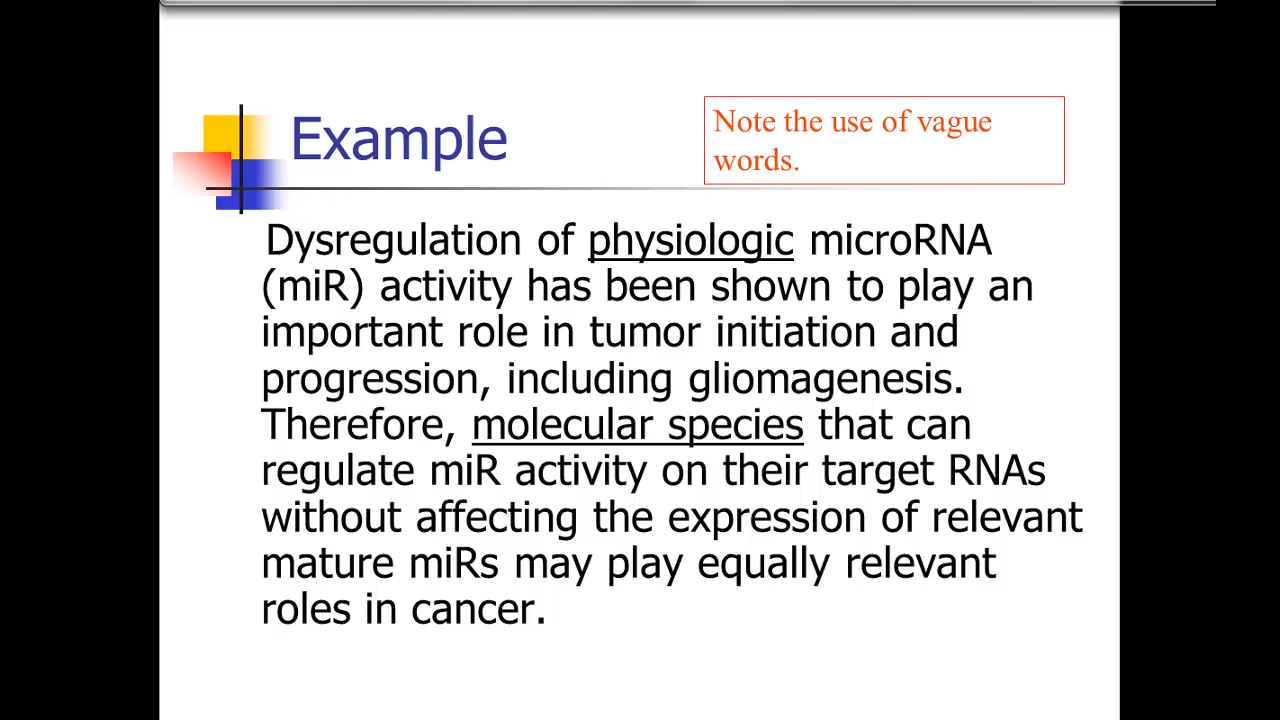 Example
Note the use of vague
words.
Dysregulation of physiologic microRNA
(miR) activity has been shown to play an
important role in tumor initiation and
progression, including gliomagenesis.
Therefore, molecular species that can
regulate miR activity on their target RNAs
without affecting the expression of relevant
mature miRs may play equally relevant
roles in cancer.